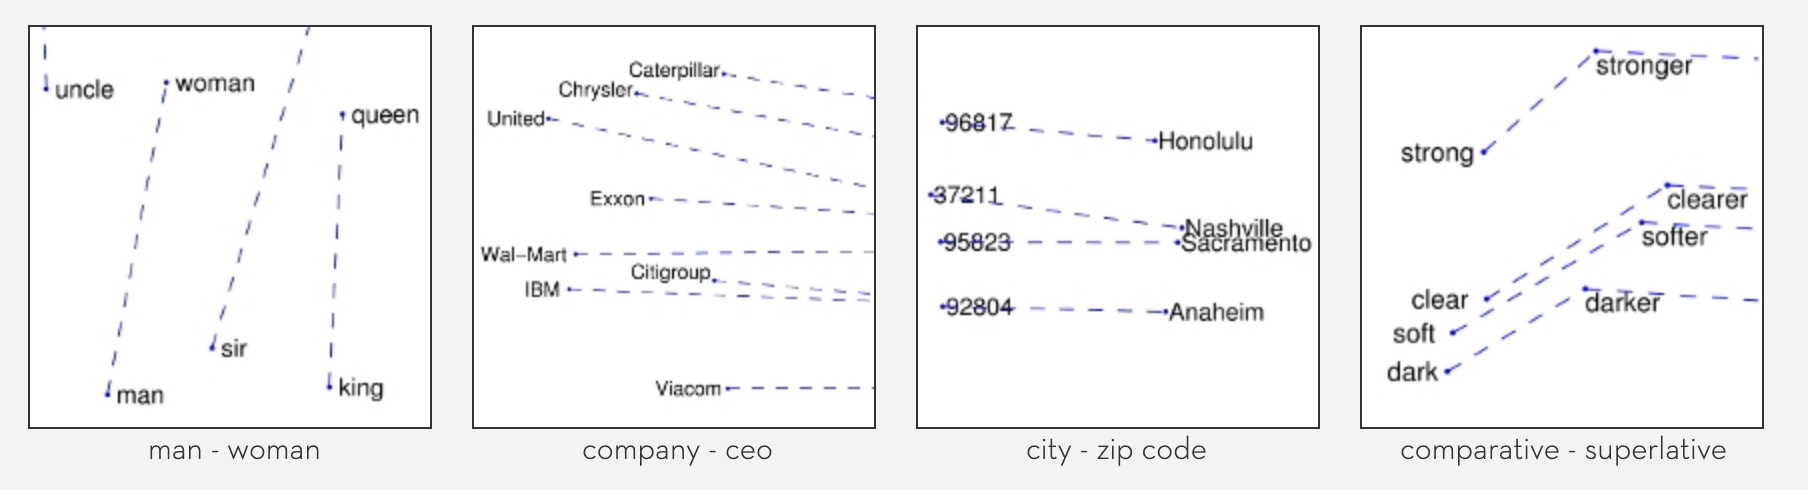 uncle
woman
queen
sir
man
king
man - woman
Caterpillar
Chrysler
United
Exxon
Wal-Mart
Citigroup
IBM
Viacom
company - ceo
96817
Honolulu
37211
Nashville
95823
Sacramento
92804
Anaheim
city - zip code
stronger
strong
clearer
softer
clear
darker
soft
dark
comparative - superlative